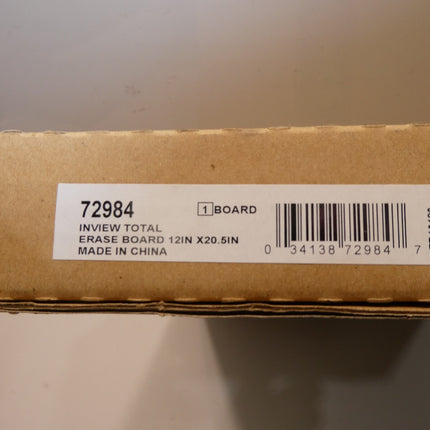 72984
1 BOARD
INVIEW TOTAL
ERASE BOARD 12IN X20.5IN
MADE IN CHINA
0 34138 72984 7